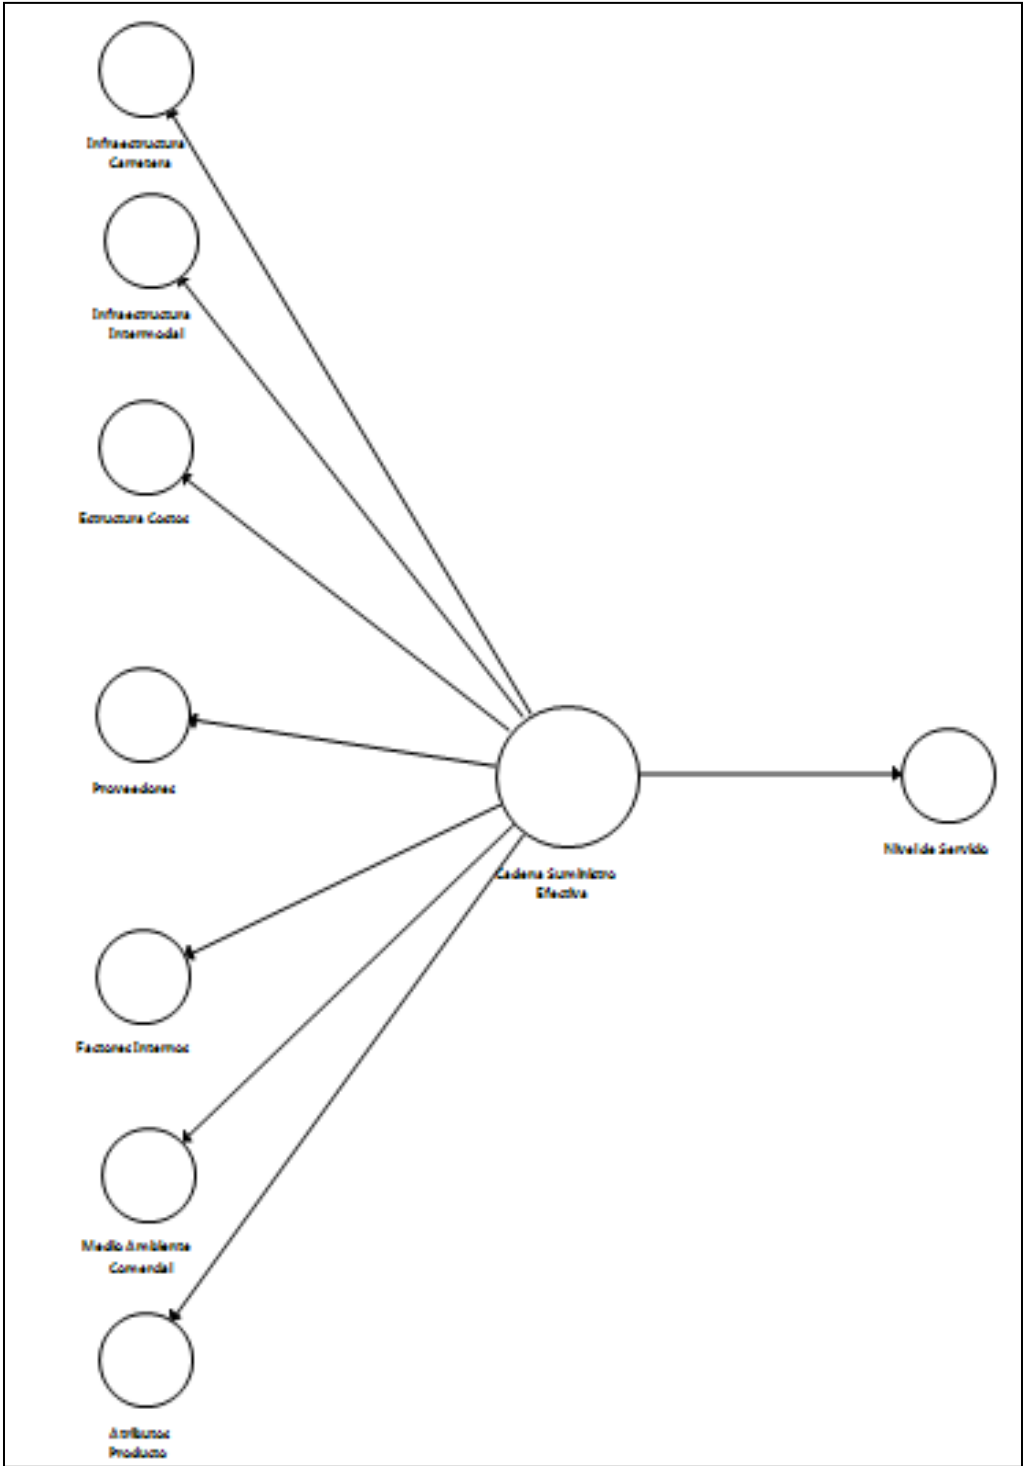 Infraestructura
Carretera
Infraestructura
Intermodal
Estructura Costos
Proveedores
Cadena Suministro
Efectiva
Nivel de Servicio
Factores Internos
Medio Ambiente
Comercial
Atributos
Producto